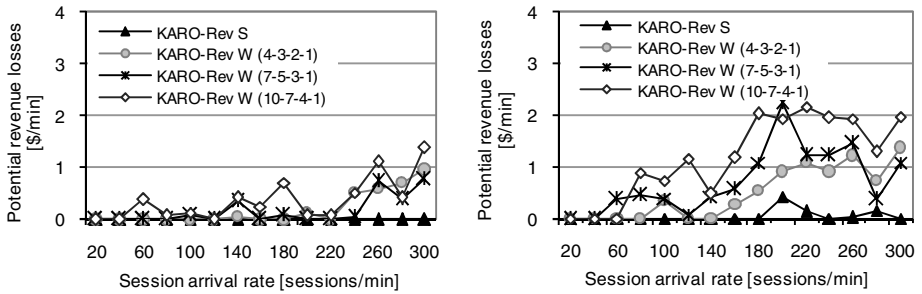 Potential revenue losses
[$/min]
4
3
2
1
0
KARO-Rev S
KARO-Rev W (4-3-2-1)
KARO-Rev W (7-5-3-1)
KARO-Rev W (10-7-4-1)
20 60 100 140 180 220 260 300
Session arrival rate [sessions/min]
Potential revenue losses
[$/min]
4
3
2
1
0
KARO-Rev S
KARO-Rev W (4-3-2-1)
KARO-Rev W (7-5-3-1)
KARO-Rev W (10-7-4-1)
20 60 100 140 180 220 260 300
Session arrival rate [sessions/min]